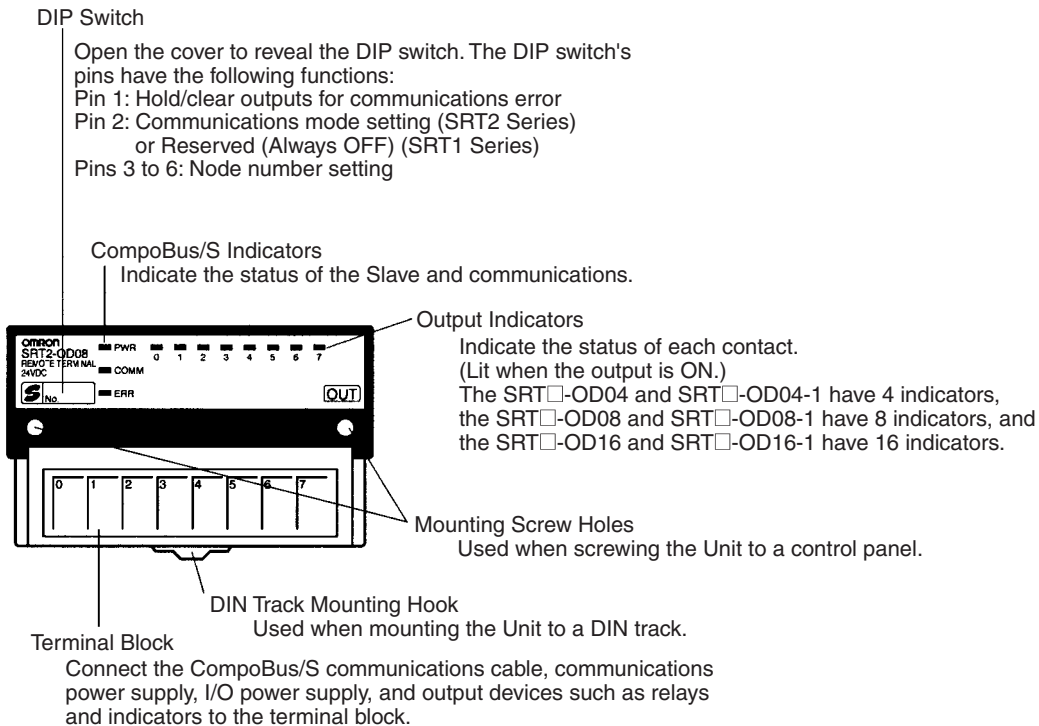 DIP Switch
Open the cover to reveal the DIP switch. The DIP switch's
pins have the following functions:
Pin 1: Hold/clear outputs for communications error
Pin 2: Communications mode setting (SRT2 Series)
or Reserved (Always OFF) (SRT1 Series)
Pins 3 to 6: Node number setting
CompoBus/S Indicators
Indicate the status of the Slave and communications.
Output Indicators
Indicate the status of each contact.
(Lit when the output is ON.)
The SRT□-OD04 and SRT□-OD04-1 have 4 indicators,
the SRT□-OD08 and SRT□-OD08-1 have 8 indicators, and
the SRT□-OD16 and SRT□-OD16-1 have 16 indicators.
OMRON
SRT2-OD08
REMOTE TERMINAL
24VDC
PWR
0 1 2 3 4 5 6 7
COMM
S No.
ERR
OUT
0 1 2 3 4 5 6 7
Mounting Screw Holes
Used when screwing the Unit to a control panel.
DIN Track Mounting Hook
Used when mounting the Unit to a DIN track.
Terminal Block
Connect the CompoBus/S communications cable, communications
power supply, I/O power supply, and output devices such as relays
and indicators to the terminal block.